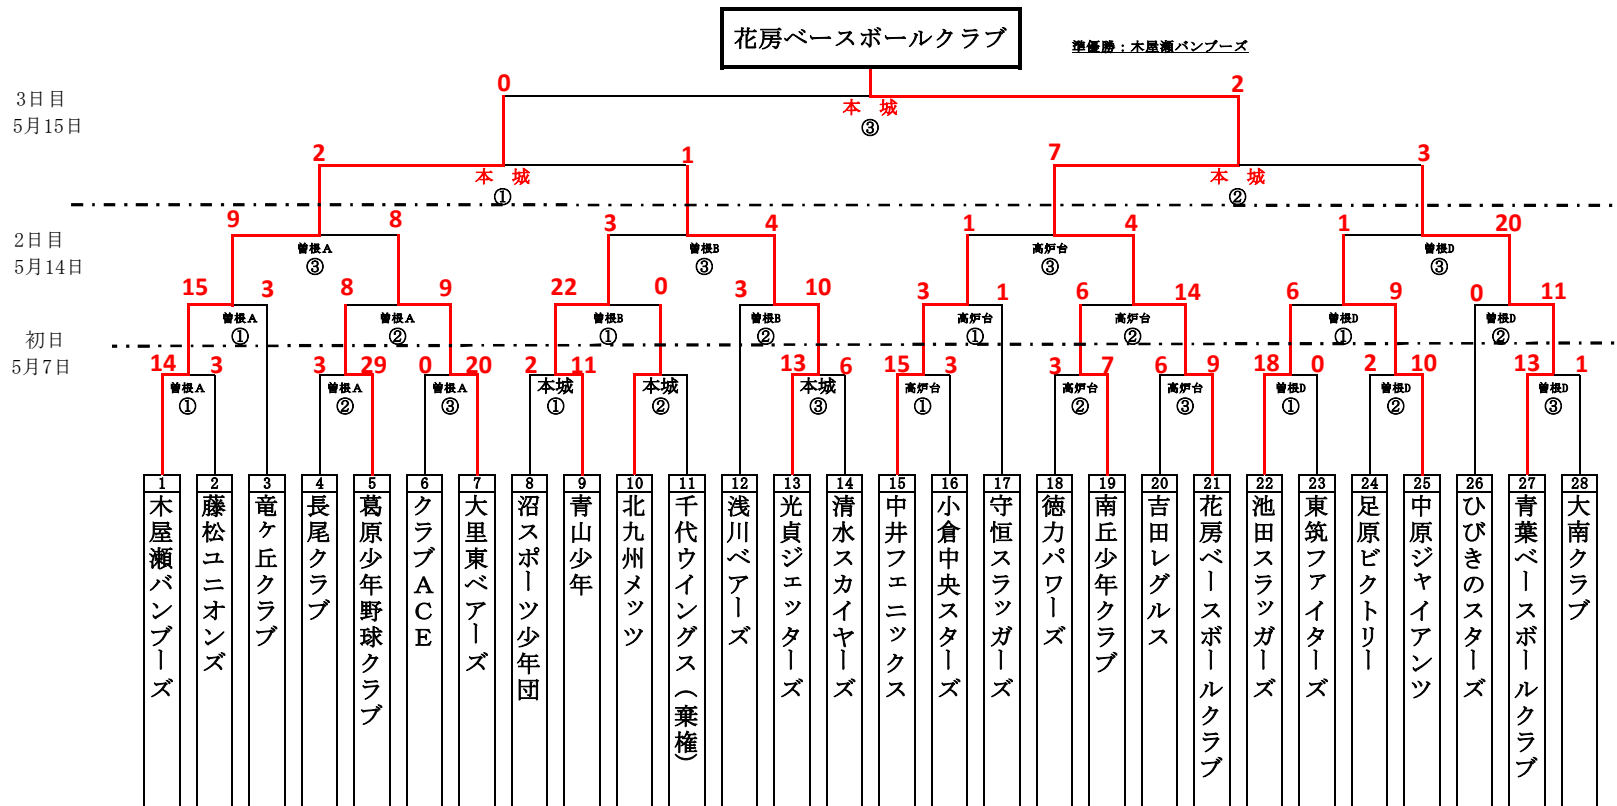 花房ベースボールクラブ
準優勝：木屋瀬バンブーズ
0 2
3日目
5月15日
本 城
③
2 1 7 3
本 城 本 城
① ②
9 8 3 4 1 4 1 20
2日目
5月14日
曽根A 曽根B 高炉台 曽根D
③ ③ ③ ③
15 3 8 9 22 0 3 10 3 1 6 14 6 9 0 11
曽根A 曽根A 曽根B 曽根B 高炉台 高炉台 曽根D 曽根D
① ② ① ② ① ② ① ②
初日
5月7日
14 3 3 29 0 20 2 11 13 6 15 3 3 7 6 9 18 0 2 10 13 1
曽根A 曽根A 曽根A 本城 本城 本城 高炉台 高炉台 高炉台 曽根D 曽根D 曽根D
① ② ③ ① ② ③ ① ② ③ ① ② ③
1 木屋瀬バンブーズ
2 藤松ユニオンズ
3 竜ケ丘クラブ
4 長尾クラブ
5 葛原少年野球クラブ
6 クラブACE
7 大里東ベアーズ
8 沼スポーツ少年団
9 青山少年
10 北九州メッツ
11 千代ウイングス（棄権）
12 浅川ベアーズ
13 光貞ジェッターズ
14 清水スカイヤーズ
15 中井フェニックス
16 小倉中央スターズ
17 守恒スラッガーズ
18 徳力パワーズ
19 南丘少年クラブ
20 吉田レグルス
21 花房ベースボールクラブ
22 池田スラッガーズ
23 東筑ファイターズ
24 足原ビクトリー
25 中原ジャイアンツ
26 ひびきのスターズ
27 青葉ベースボールクラブ
28 大南クラブ